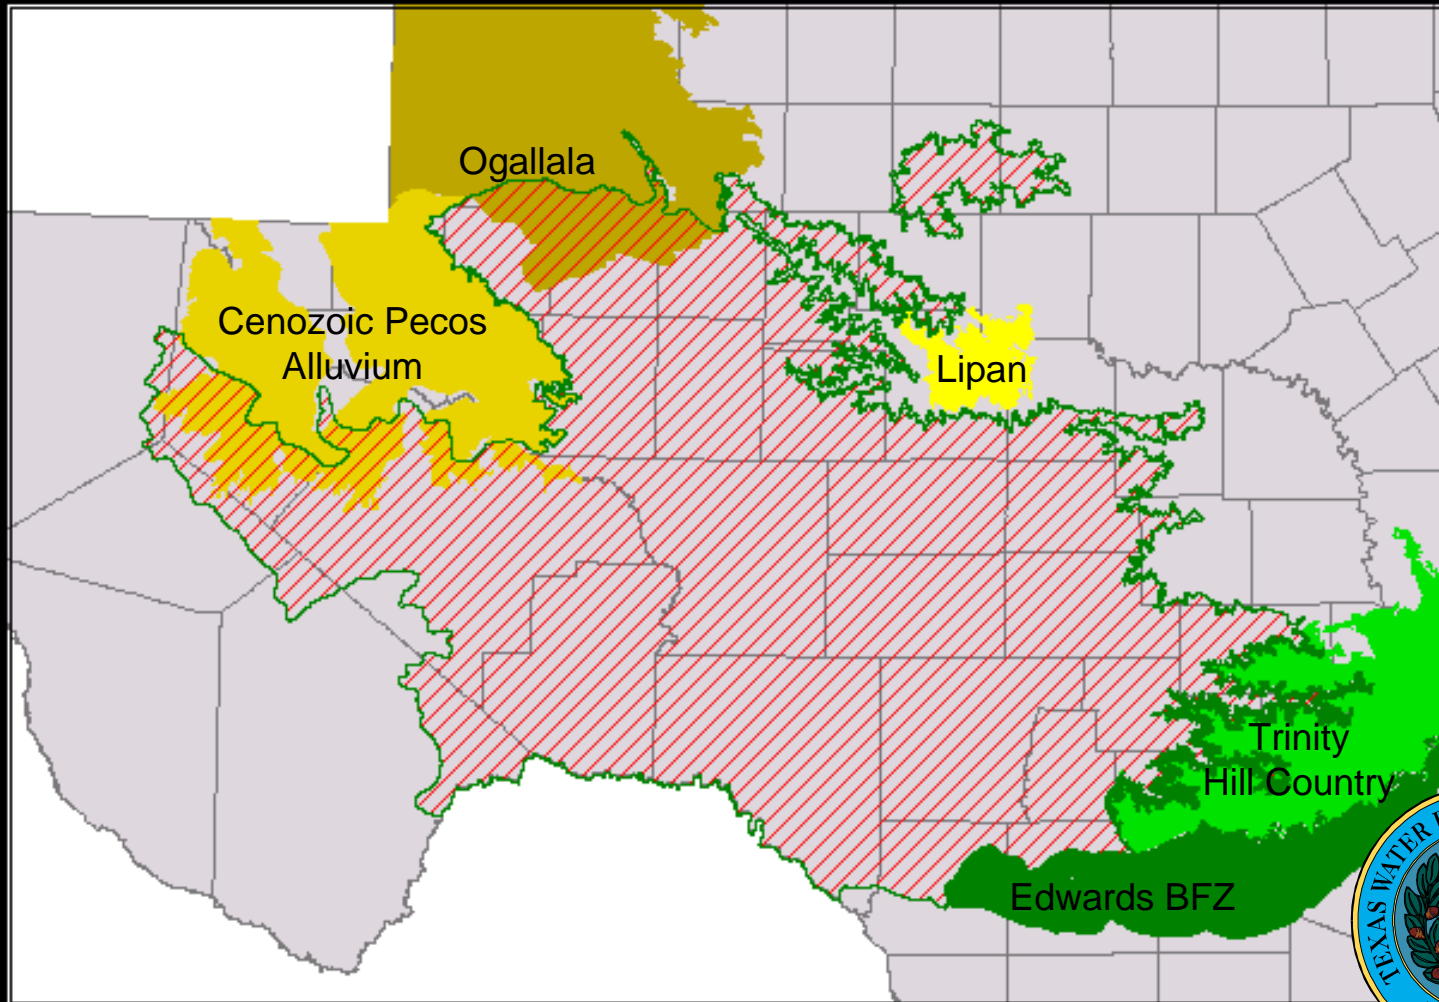 Ogallala
Cenozoic Pecos
Alluvium
Lipan
Trinity
Hill Country
Edwards BFZ
TEXAS WATER